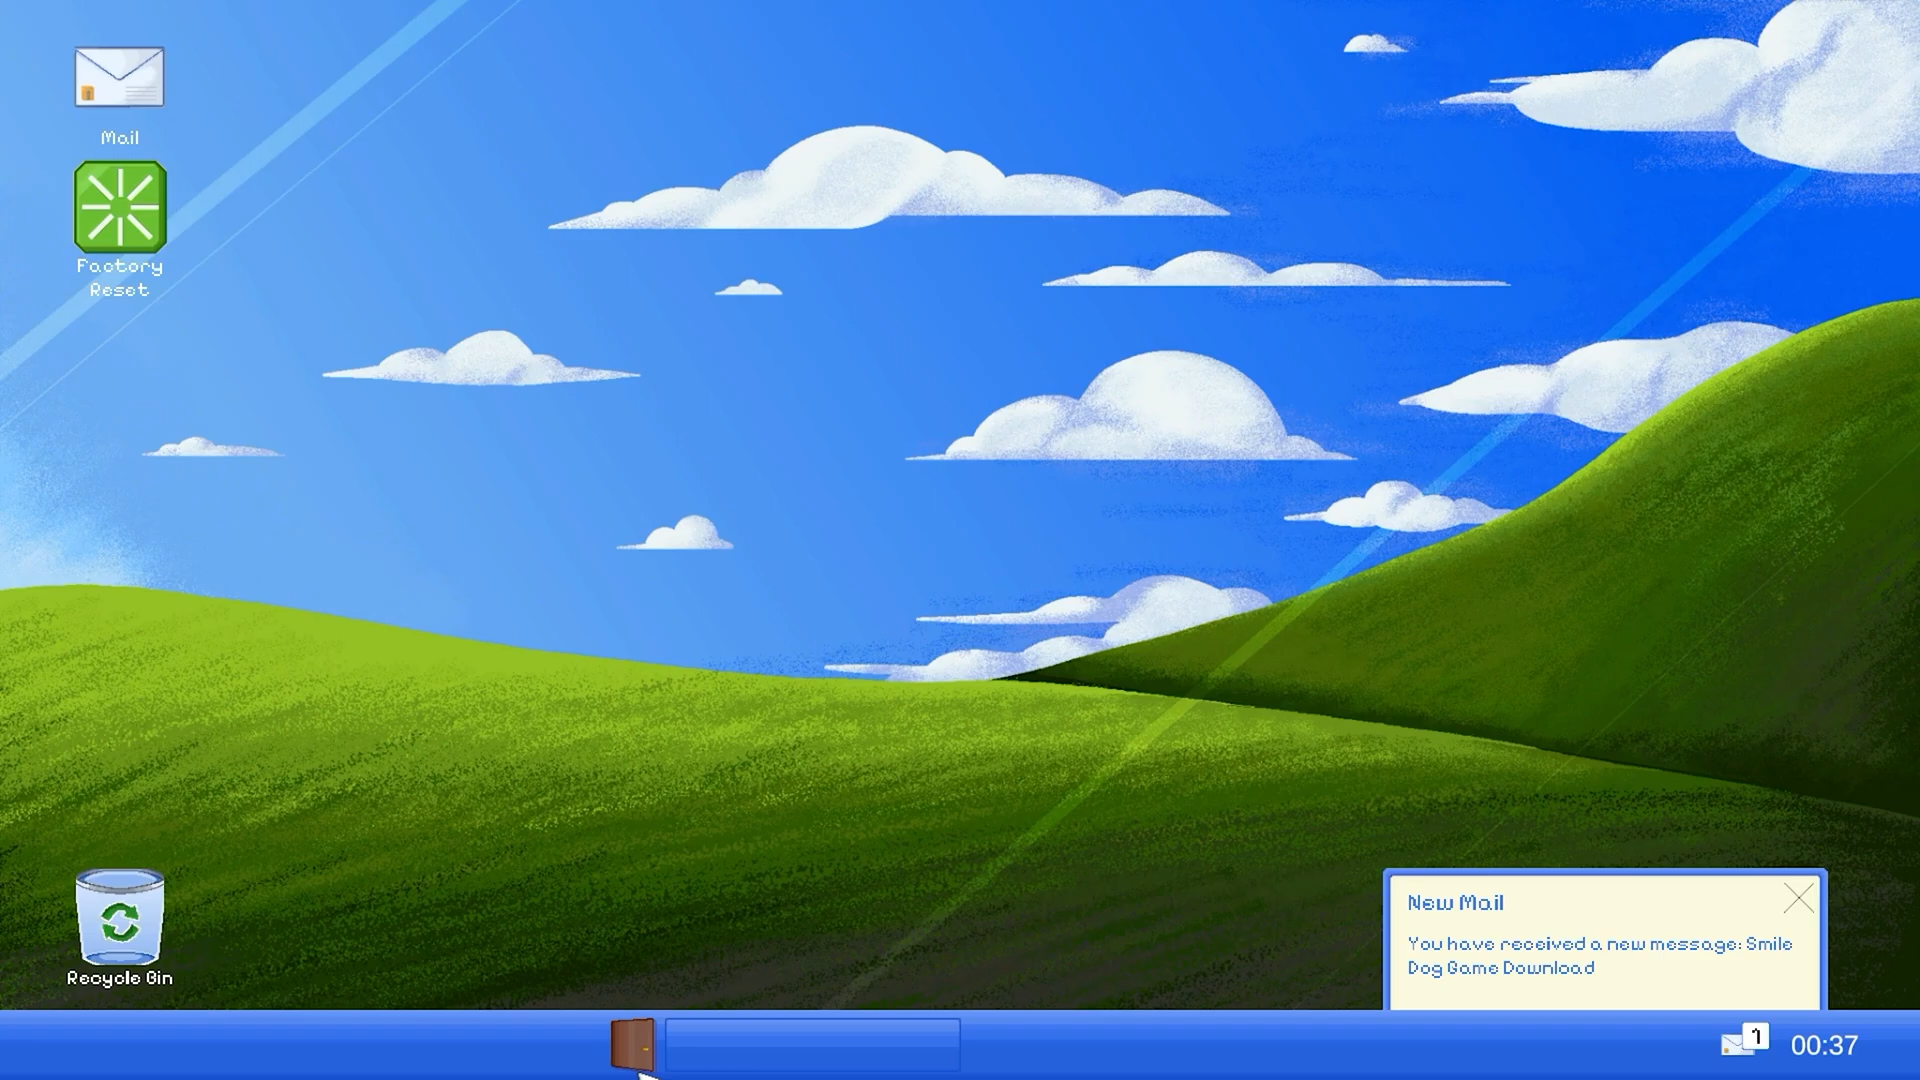 Mail
Factory
Reset
Recycle Bin
New Mail
You have received a new message: Smile
Dog Game Download
1
00:37